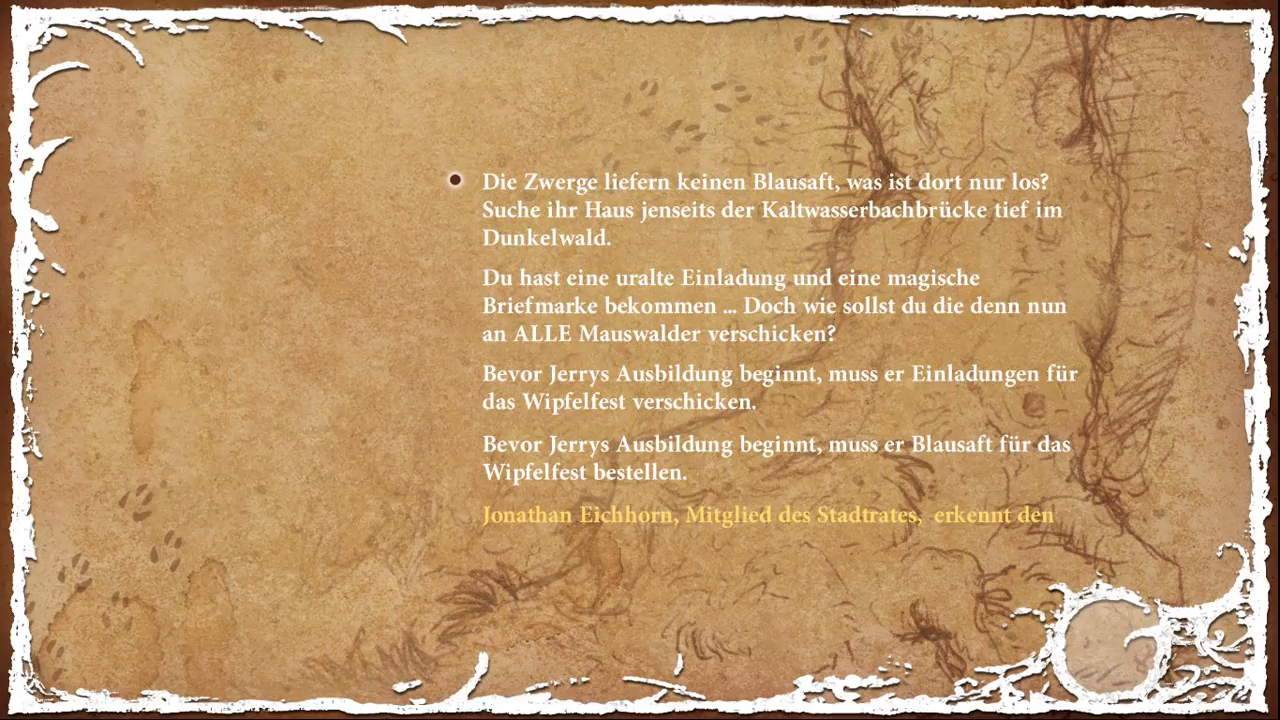 Die Zwerge liefern keinen Blausaft, was ist dort nur los?
Suche ihr Haus jenseits der Kaltwasserbachbrücke tief im
Dunkelwald.
Du hast eine uralte Einladung und eine magische
Briefmarke bekommen ... Doch wie sollst du die denn nun
an ALLE Mauswalder verschicken?
Bevor Jerrys Ausbildung beginnt, muss er Einladungen für
das Wipfelfest verschicken.
Bevor Jerrys Ausbildung beginnt, muss er Blausaft für das
Wipfelfest bestellen.
Jonathan Eichhorn, Mitglied des Stadtrates, erkennt den